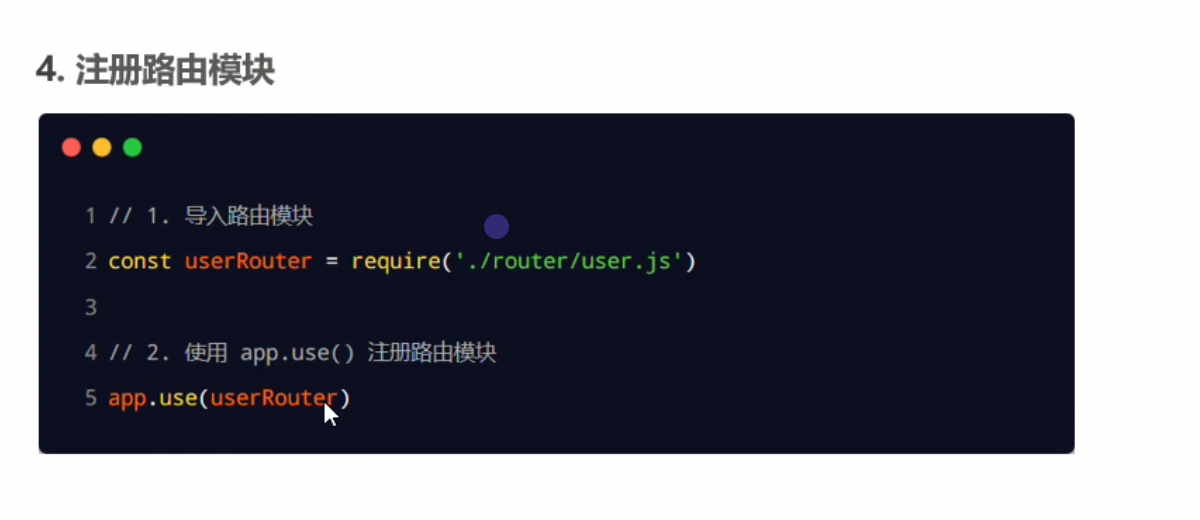 4. 注册路由模块
1 // 1. 导入路由模块
2 const userRouter = require('./router/user.js')
3
4 // 2. 使用 app.use() 注册路由模块
5 app.use(userRouter)